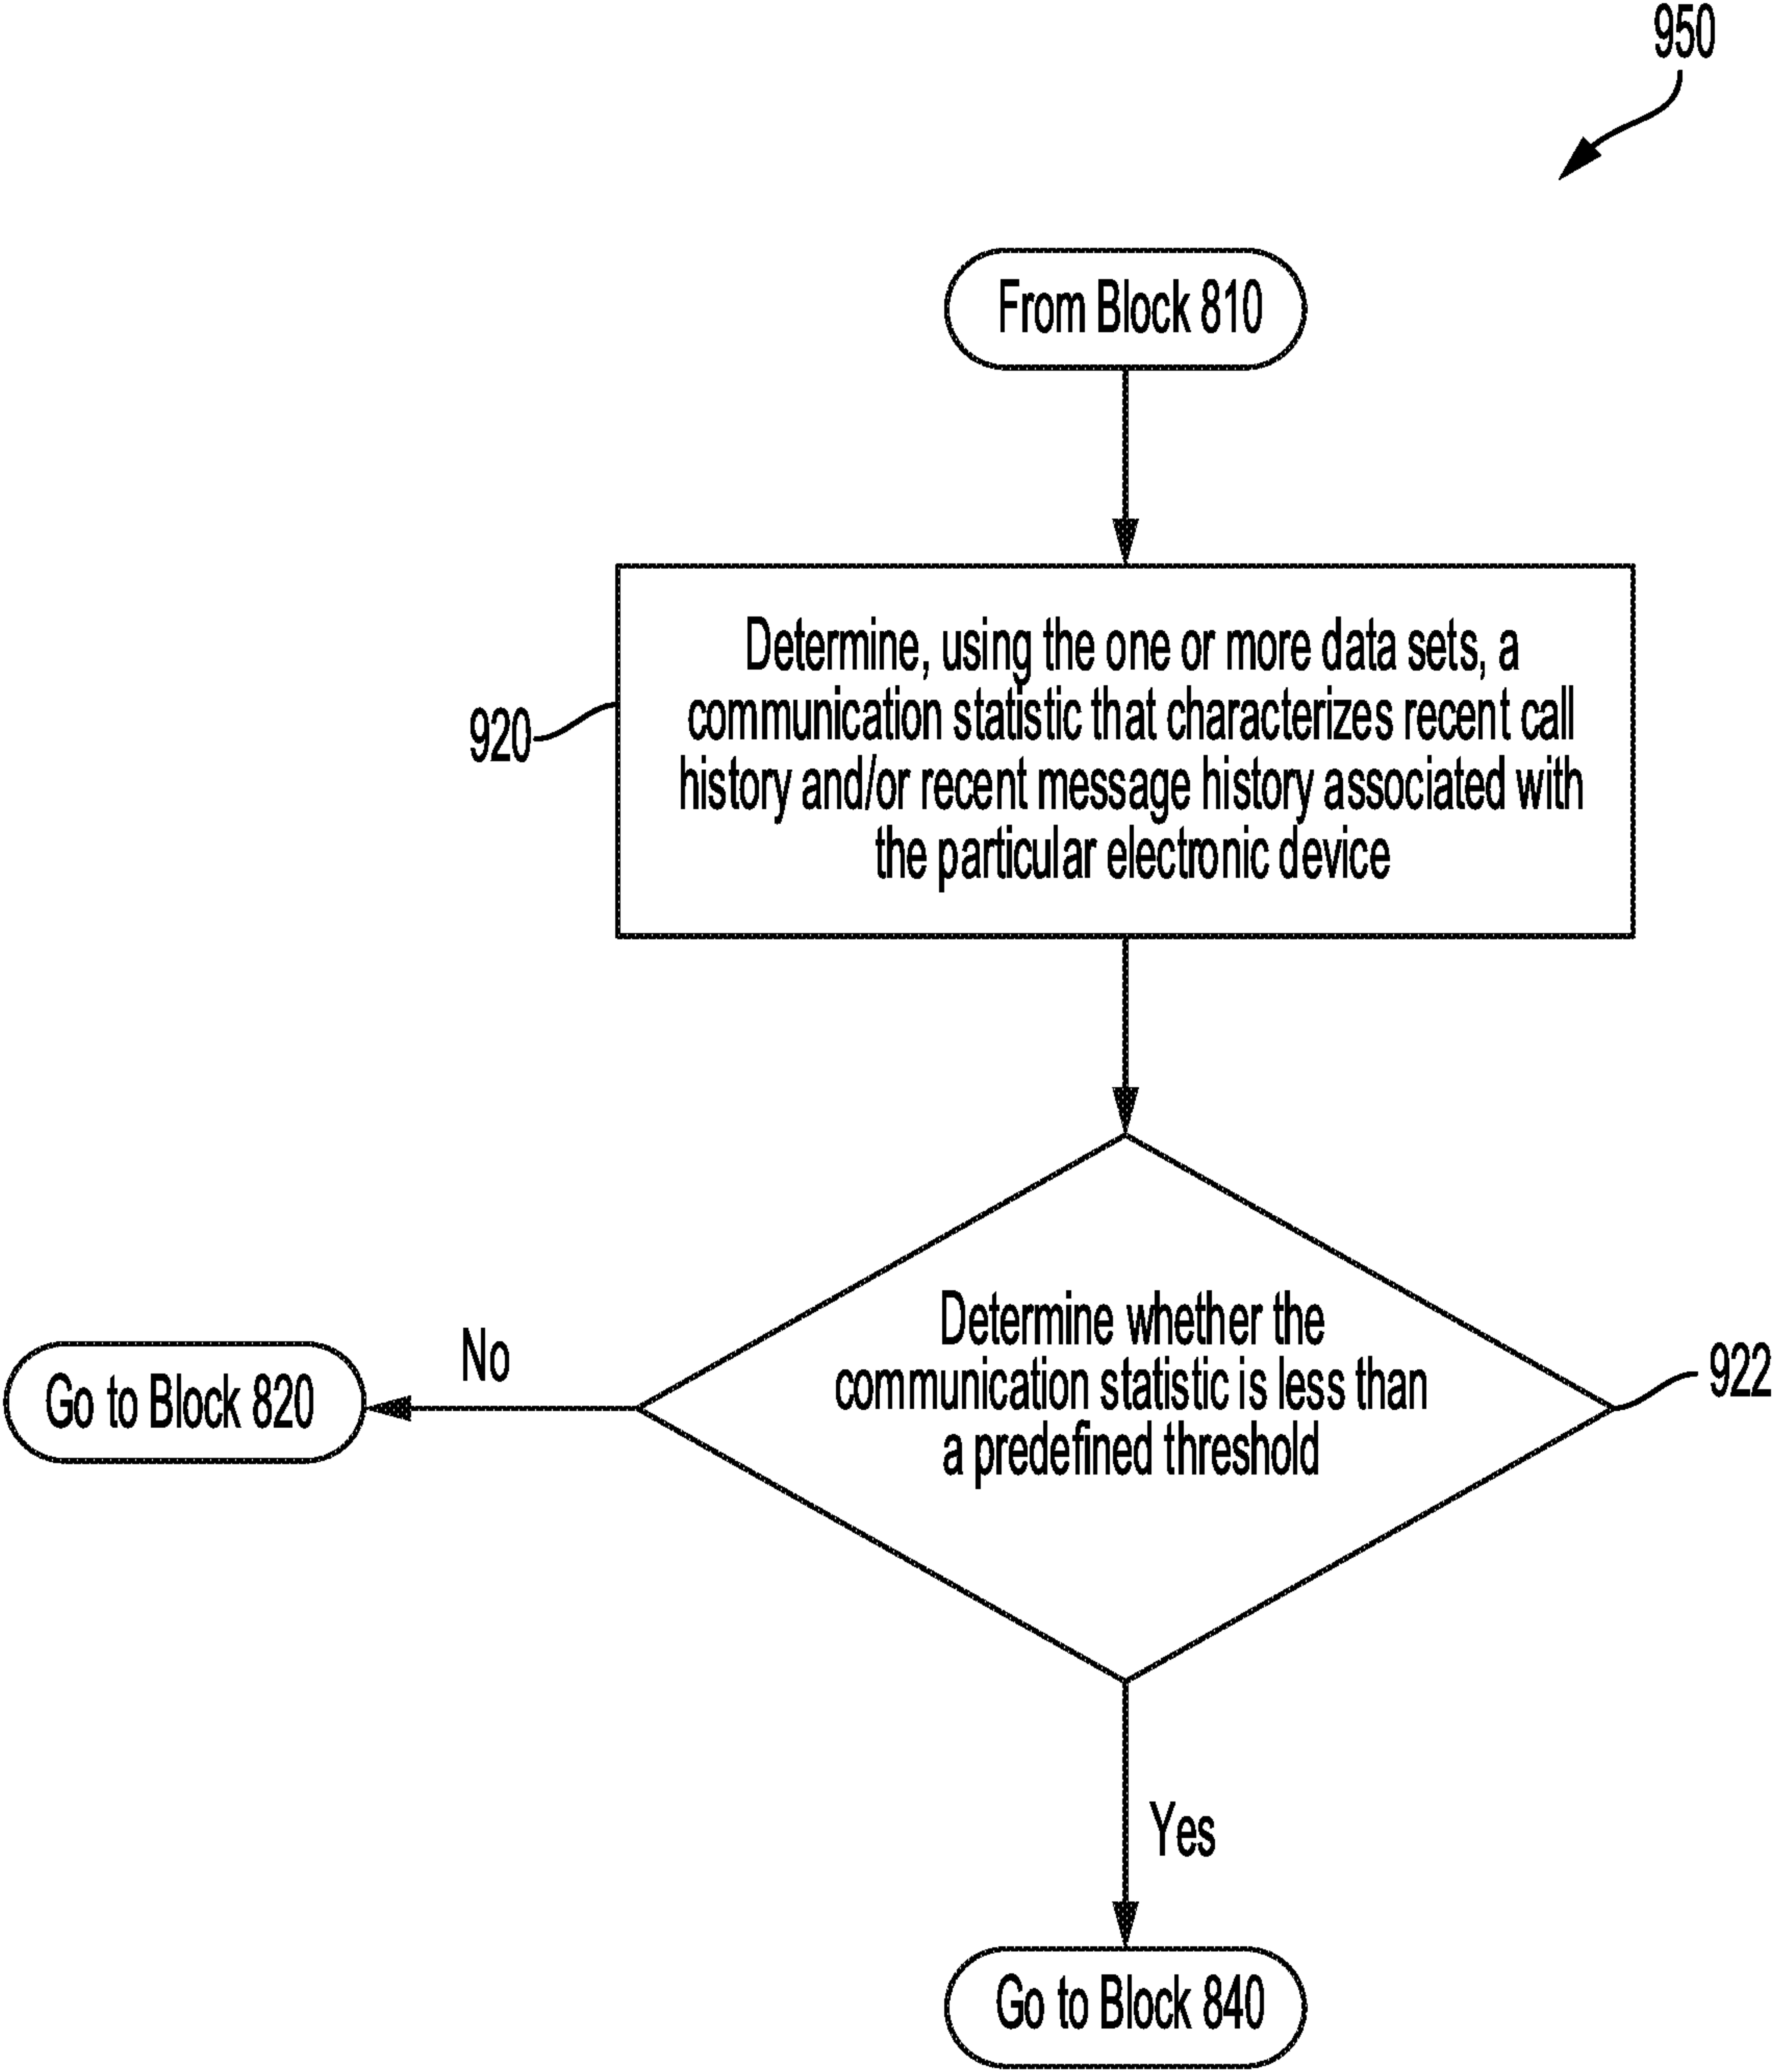 950
From Block 810
Determine, using the one or more data sets, a
communication statistic that characterizes recent call
history and/or recent message history associated with
the particular electronic device
920
Determine whether the
communication statistic is less than
a predefined threshold
922
No
Go to Block 820
Yes
Go to Block 840